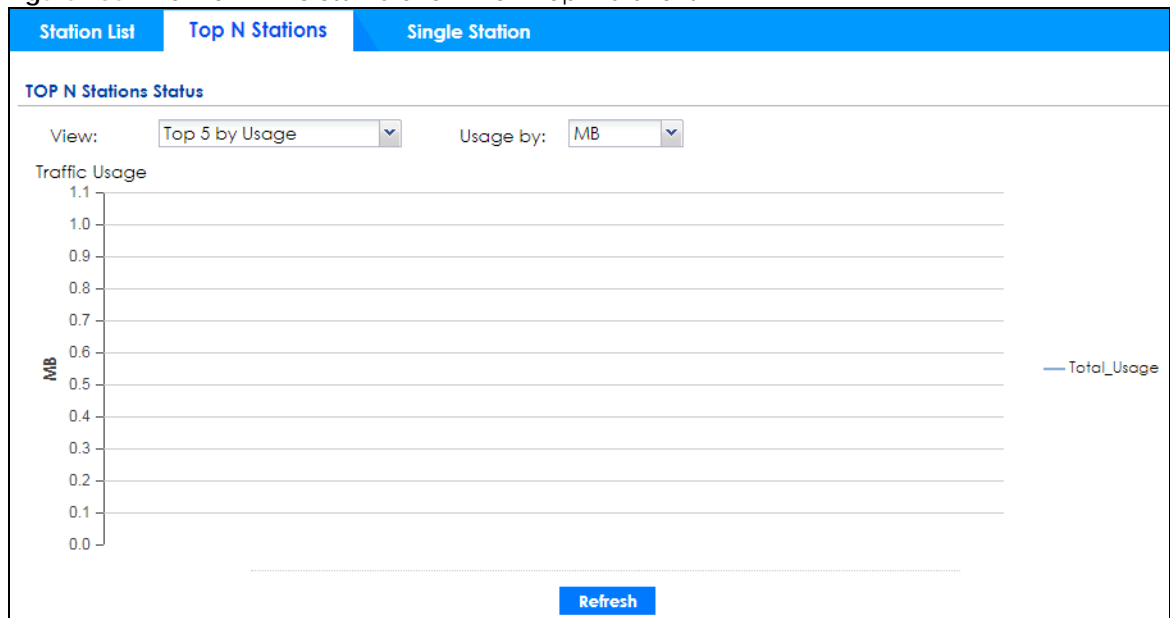 Station List Top N Stations Single Station
TOP N Stations Status
View: Top 5 by Usage Usage by: MB
Traffic Usage
1.1
1.0
0.9
0.8
0.7
0.6
MB
0.5
0.4
0.3
0.2
0.1
0.0
Total_Usage
Refresh